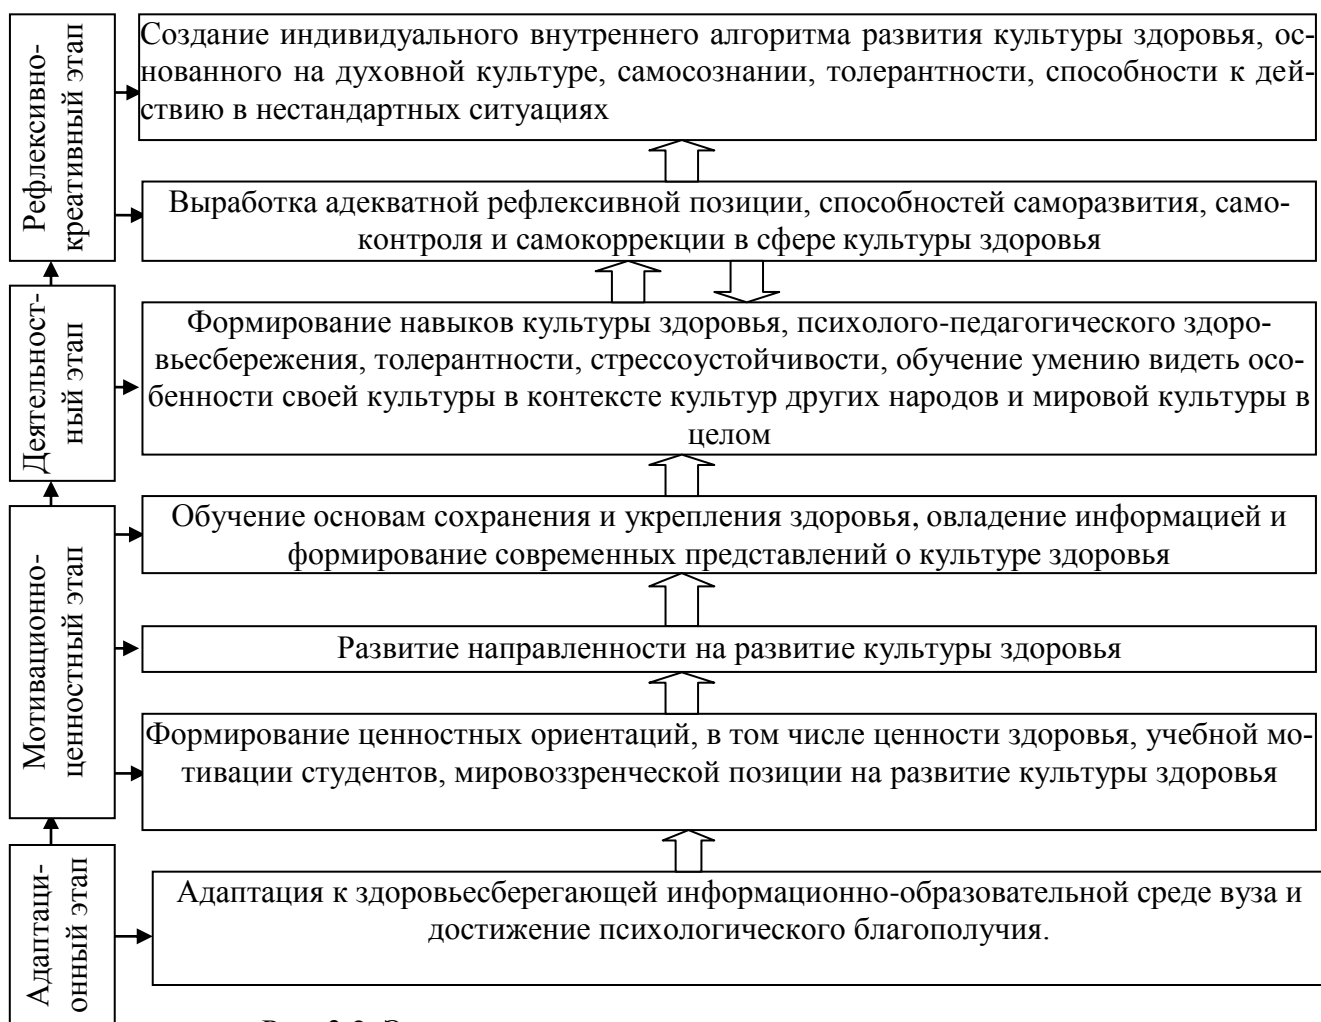 Рефлексивно-
креативный этап
Создание индивидуального внутреннего алгоритма развития культуры здоровья, ос-
нованного на духовной культуре, самосознании, толерантности, способности к дей-
ствию в нестандартных ситуациях
Выработка адекватной рефлексивной позиции, способностей саморазвития, само-
контроля и самокоррекции в сфере культуры здоровья
Деятельност-
ный этап
Формирование навыков культуры здоровья, психолого-педагогического здоро-
вьесбережения, толерантности, стрессоустойчивости, обучение умению видеть осо-
бенности своей культуры в контексте культур других народов и мировой культуры в
целом
Мотивационно-
ценностный этап
Обучение основам сохранения и укрепления здоровья, овладение информацией и
формирование современных представлений о культуре здоровья
Развитие направленности на развитие культуры здоровья
Формирование ценностных ориентаций, в том числе ценности здоровья, учебной мо-
тивации студентов, мировоззренческой позиции на развитие культуры здоровья
Адаптаци-
онный этап
Адаптация к здоровьесберегающей информационно-образовательной среде вуза и
достижение психологического благополучия.